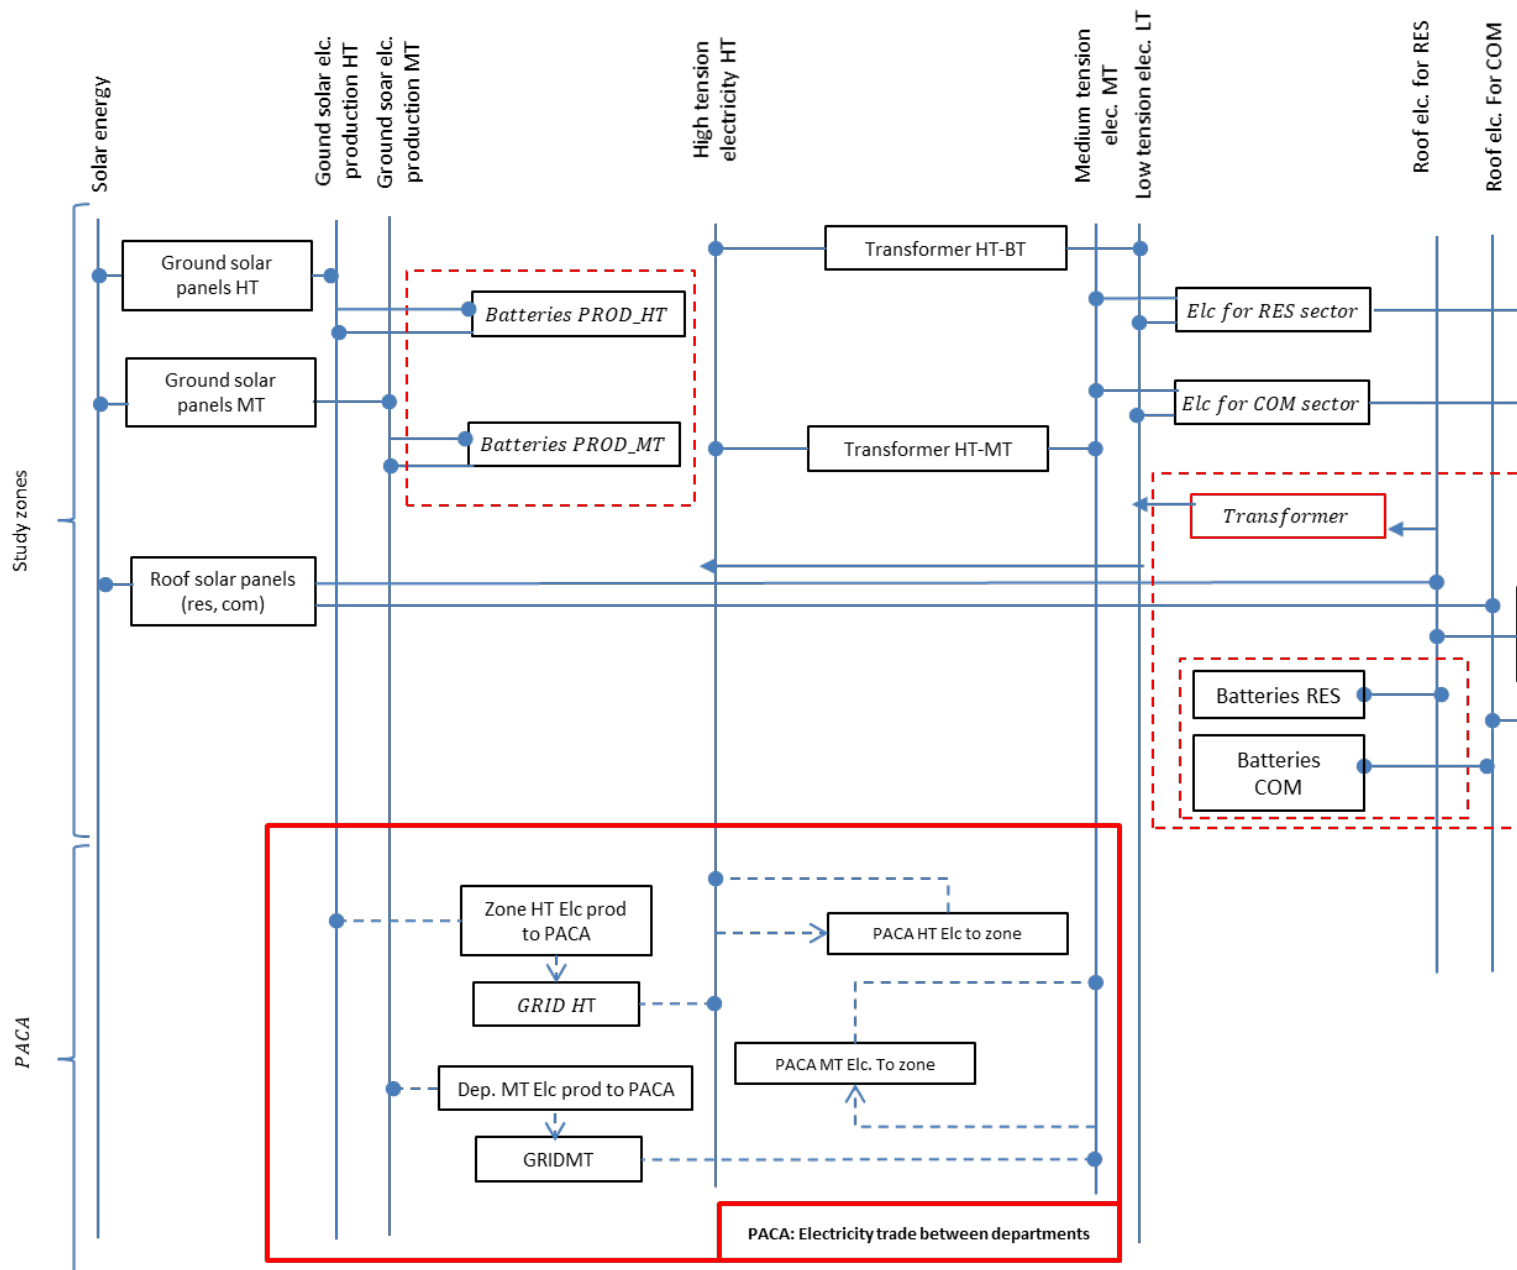 Solar energy
Gound solar elc.
production HT
Ground soar elc.
production MT
High tension
electricity HT
Medium tension
elec. MT
Low tension elec. LT
Roof elc. for RES
Roof elc. For COM
Study zones
Ground solar
panels HT
Batteries PROD_HT
Transformer HT-BT
Elc for RES sector
Ground solar
panels MT
Batteries PROD_MT
Transformer HT-MT
Elc for COM sector
Transformer
Roof solar panels
(res, com)
Batteries RES
Batteries
COM
PACA
Zone HT Elc prod
to PACA
PACA HT Elc to zone
GRID HT
PACA MT Elc. To zone
Dep. MT Elc prod to PACA
GRIDMT
PACA: Electricity trade between departments